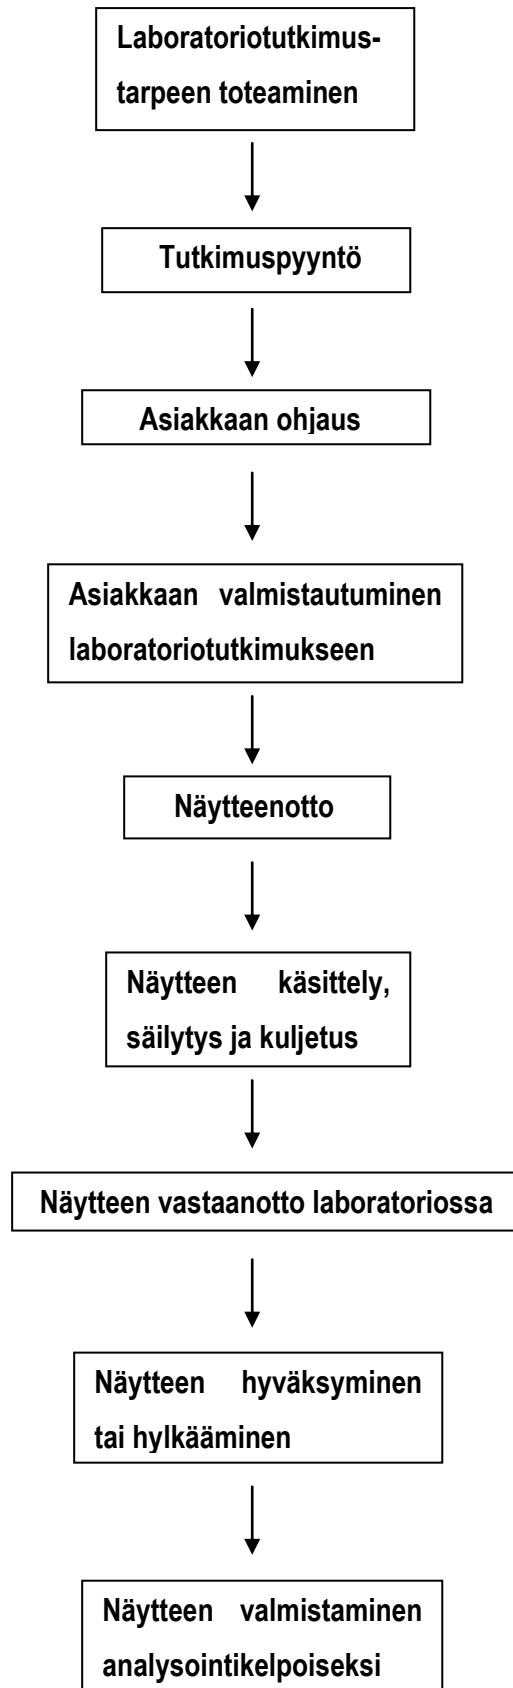 Laboratoriotutkimus-
tarpeen toteaminen
Tutkimuspyyntö
Asiakkaan ohjaus
Asiakkaan valmistautuminen
laboratoriotutkimukseen
Näytteenotto
Näytteen käsittely,
säilytys ja kuljetus
Näytteen vastaanotto laboratoriossa
Näytteen hyväksyminen
tai hylkääminen
Näytteen valmistaminen
analysointikelpoiseksi